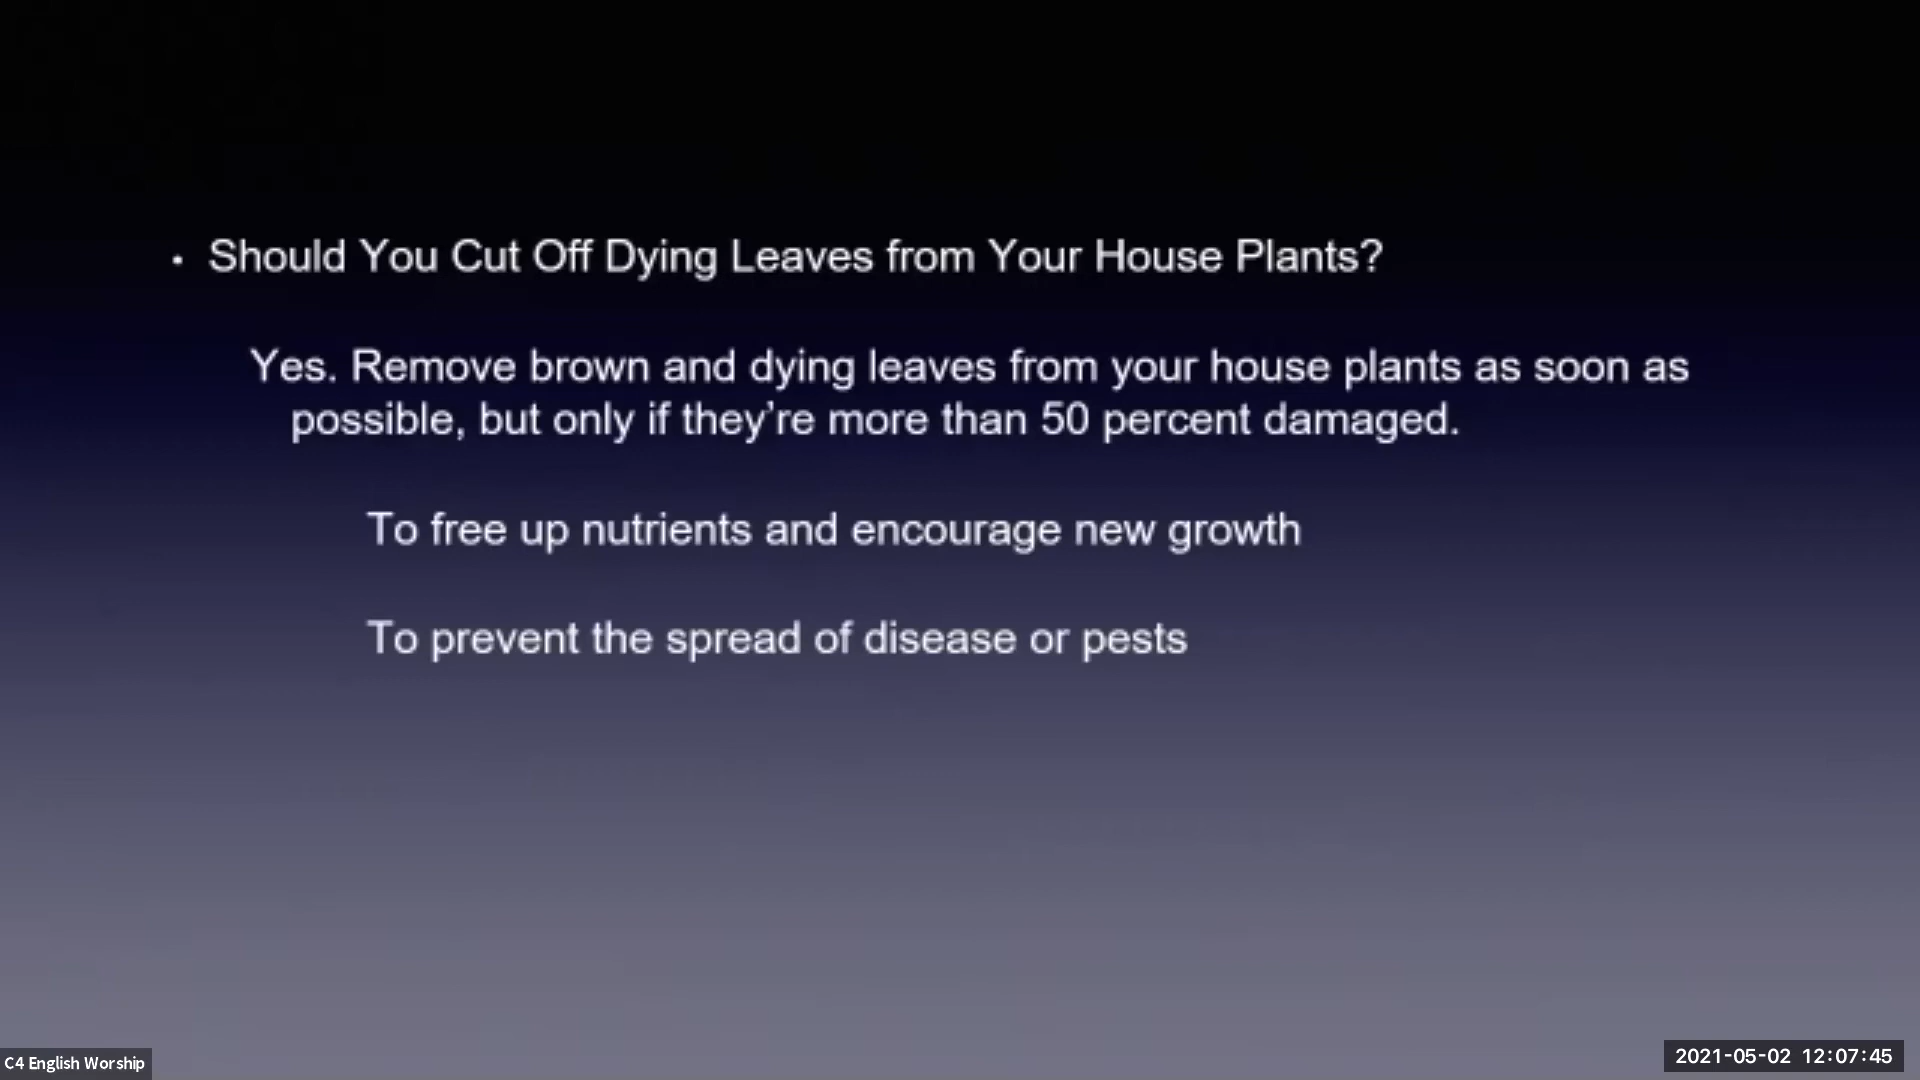 • Should You Cut Off Dying Leaves from Your House Plants?
Yes. Remove brown and dying leaves from your house plants as soon as
possible, but only if they’re more than 50 percent damaged.
To free up nutrients and encourage new growth
To prevent the spread of disease or pests
C4 English Worship
2021-05-02 12:07:45